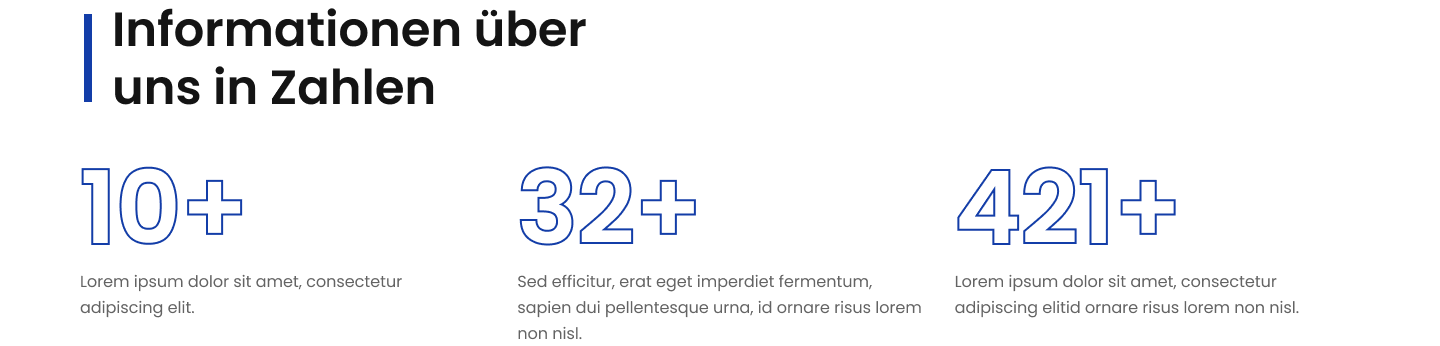 Informationen über
uns in Zahlen
10+
32+
421+
Lorem ipsum dolor sit amet, consectetur
adipiscing elit.
Sed efficitur, erat eget imperdiet fermentum,
sapien dui pellentesque urna, id ornare risus lorem
non nisl.
Lorem ipsum dolor sit amet, consectetur
adipiscing elitid ornare risus lorem non nisl.